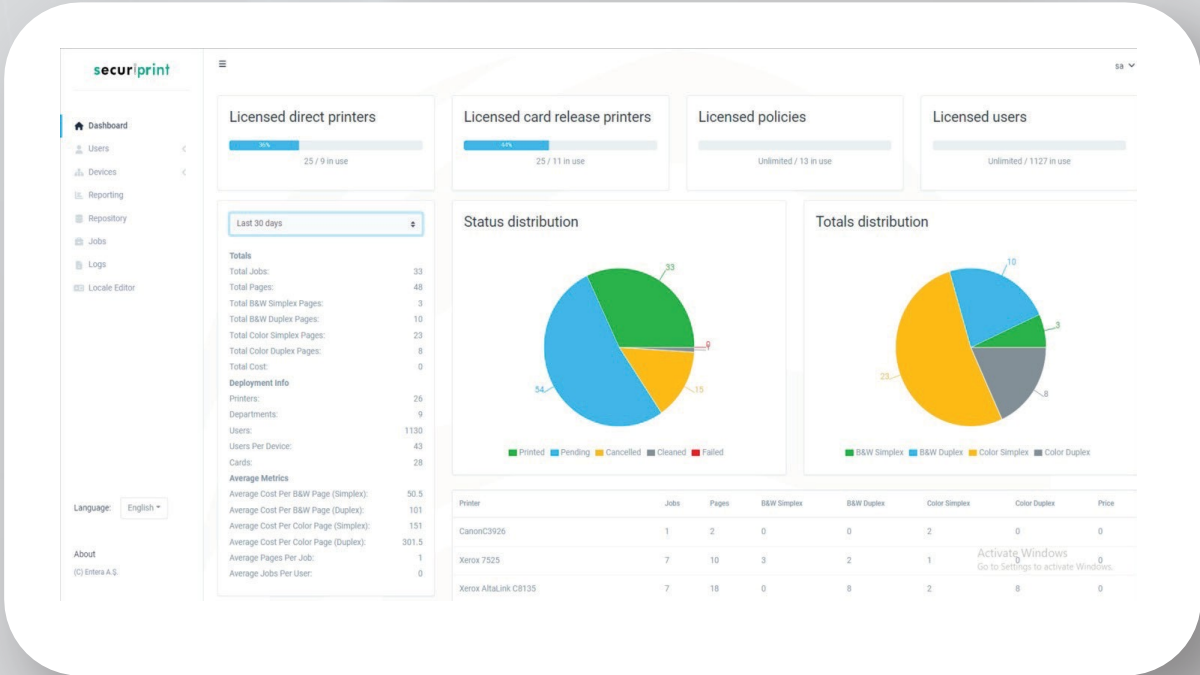 securiprint
sa
Dashboard
Users
Devices
Reporting
Repository
Jobs
Logs
Locale Editor
Language: English
About
(C) Entera A.Ş.
Licensed direct printers
36%
25 / 9 in use
Licensed card release printers
44%
25 / 11 in use
Licensed policies
Unlimited / 13 in use
Licensed users
Unlimited / 1127 in use
Last 30 days
Totals
Total Jobs: 33
Total Pages: 48
Total B&W Simplex Pages: 3
Total B&W Duplex Pages: 10
Total Color Simplex Pages: 23
Total Color Duplex Pages: 8
Total Cost: 0
Deployment Info
Printers: 26
Departments: 9
Users: 1130
Users Per Device: 43
Cards: 28
Average Metrics
Average Cost Per B&W Page (Simplex): 50.5
Average Cost Per B&W Page (Duplex): 101
Average Cost Per Color Page (Simplex): 151
Average Cost Per Color Page (Duplex): 301.5
Average Pages Per Job: 1
Average Jobs Per User: 0
Status distribution
33
54
15
Printed Pending Cancelled Cleaned Failed
Totals distribution
10
3
23
8
B&W Simplex B&W Duplex Color Simplex Color Duplex
Printer Jobs Pages B&W Simplex B&W Duplex Color Simplex Color Duplex Price
CanonC3926 1 2 0 0 2 0 0
Xerox 7525 7 10 3 2 1 0 0
Xerox AltaLink C8135 7 18 0 8 2 8 0
Activate Windows
Go to Settings to activate Windows.